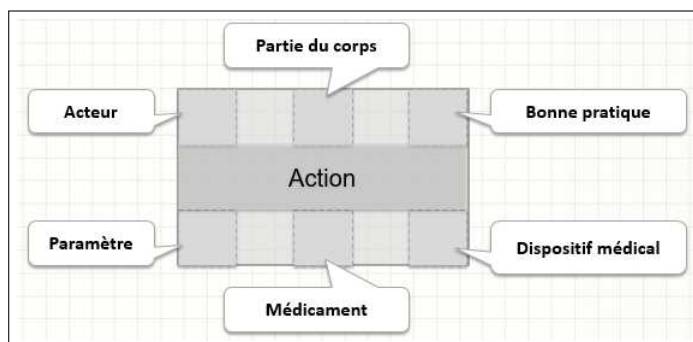 Partie du corps
Acteur
Bonne pratique
Action
Paramètre
Dispositif médical
Médicament